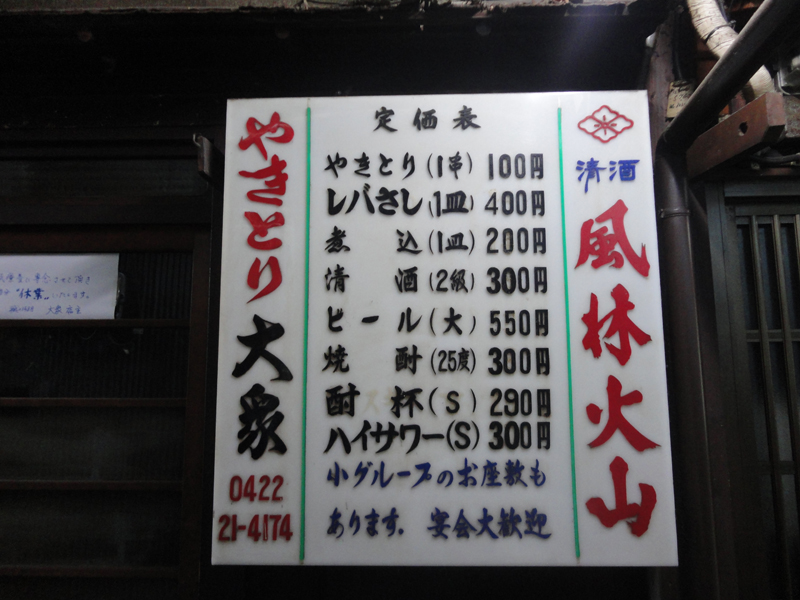 やきとり 大衆
0422
21-4174
定価表
やきとり(1串) 100円
レバさし(1皿) 400円
煮込(1皿) 200円
清酒(2級) 300円
ビール(大) 550円
焼酎(25度) 300円
酎杯(S) 290円
ハイサワー(S) 300円
小グループのお座敷も
あります。宴会大歓迎
清酒
風林火山
"休業"